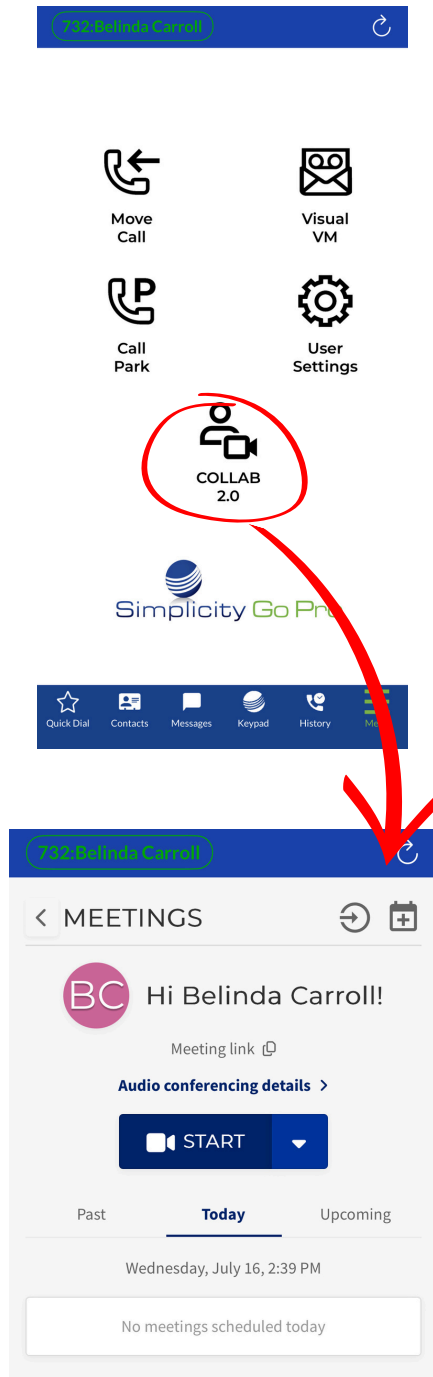 732:Belinda Carroll
Move
Call
Visual
VM
Call
Park
User
Settings
COLLAB
2.0
Simplicity Go Pro
Quick Dial
Contacts
Messages
Keypad
History
732:Belinda Carroll
MEETINGS
BC
Hi Belinda Carroll!
Meeting link
Audio conferencing details
START
Past
Today
Upcoming
Wednesday, July 16, 2:39 PM
No meetings scheduled today